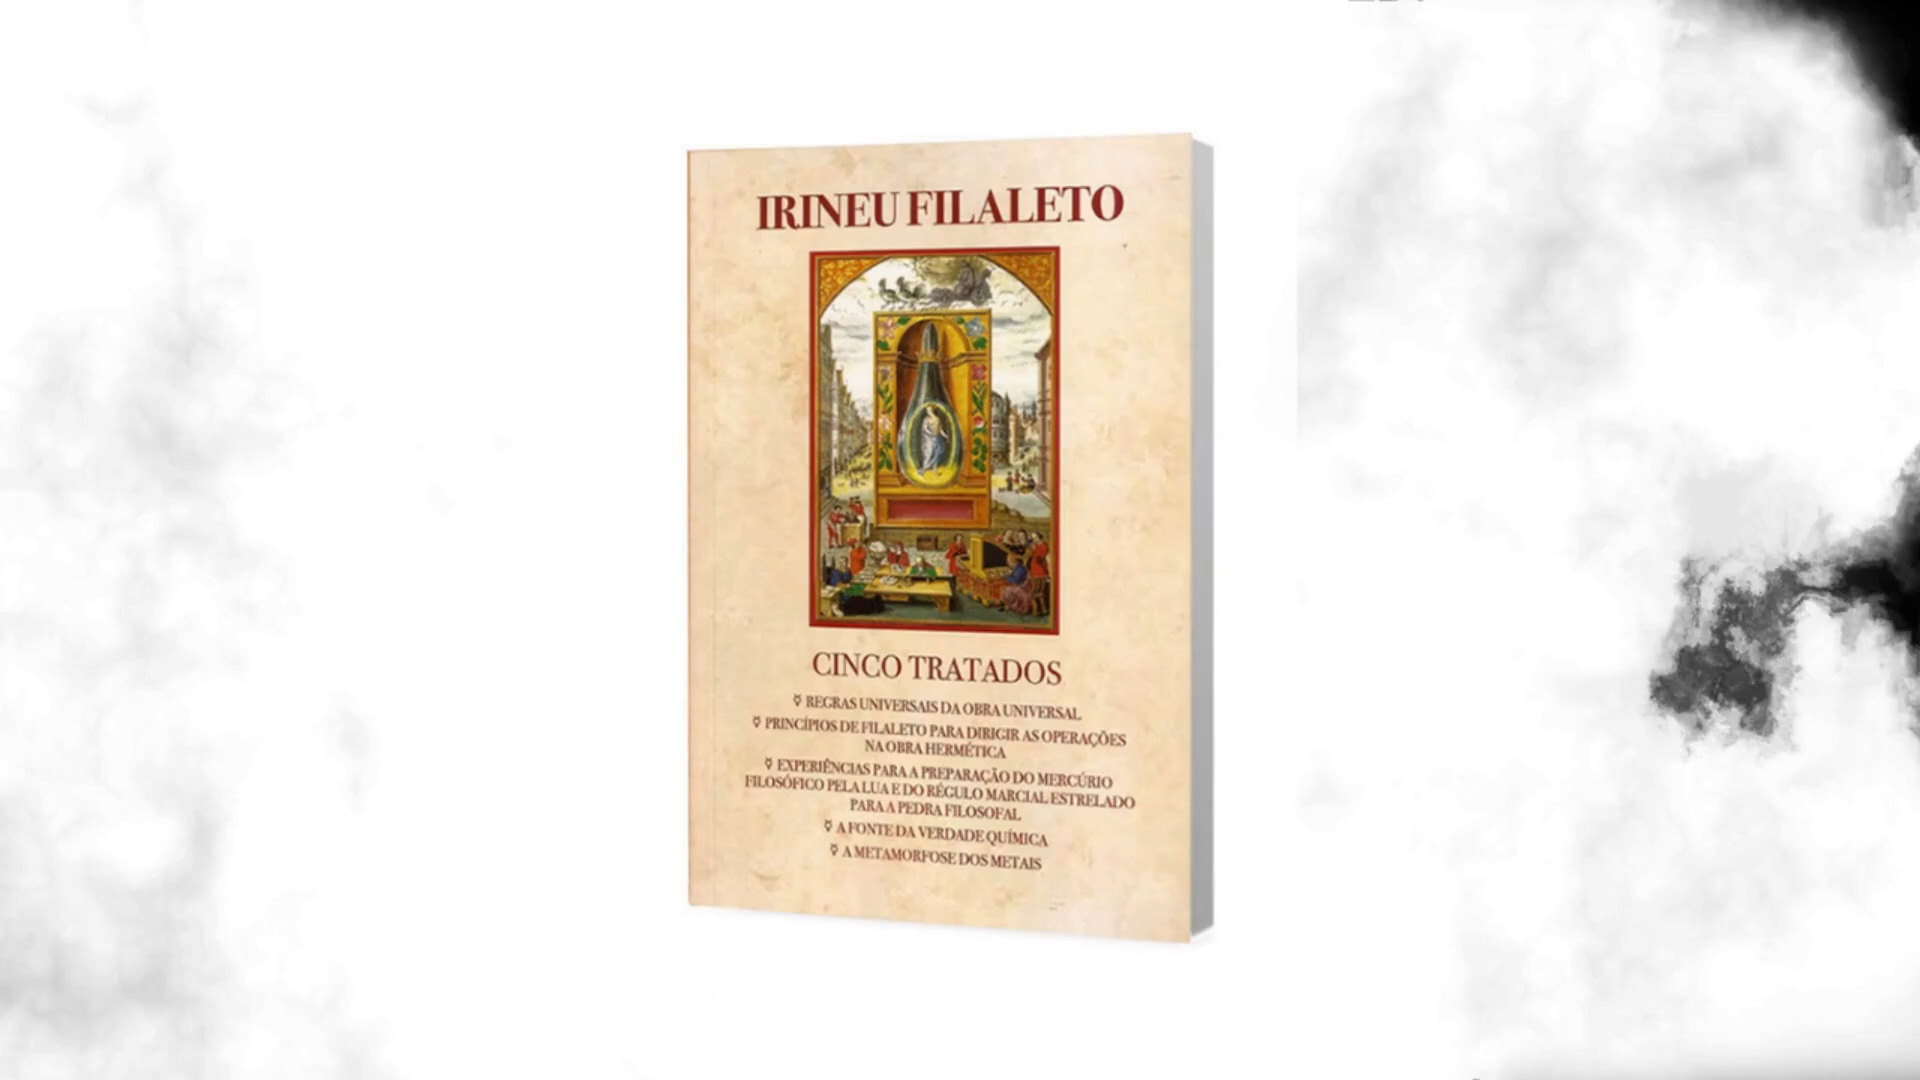 IRINEU FILALETO
CINCO TRATADOS
☿ REGRAS UNIVERSAIS DA OBRA UNIVERSAL
☿ PRINCÍPIOS DE FILALETO PARA DIRIGIR AS OPERAÇÕES
NA OBRA HERMÉTICA
☿ EXPERIÊNCIAS PARA A PREPARAÇÃO DO MERCÚRIO
FILOSÓFICO PELA LUA E DO RÉGULO MARCIAL ESTRELADO
PARA A PEDRA FILOSOFAL
☿ A FONTE DA VERDADE QUÍMICA
☿ A METAMORFOSE DOS METAIS